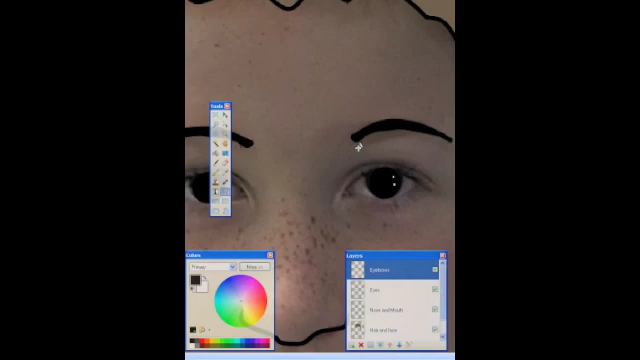 Tools
Colors
Primary
More >>
Layers
Eyebrows
Eyes
Nose and Mouth
Hair and face